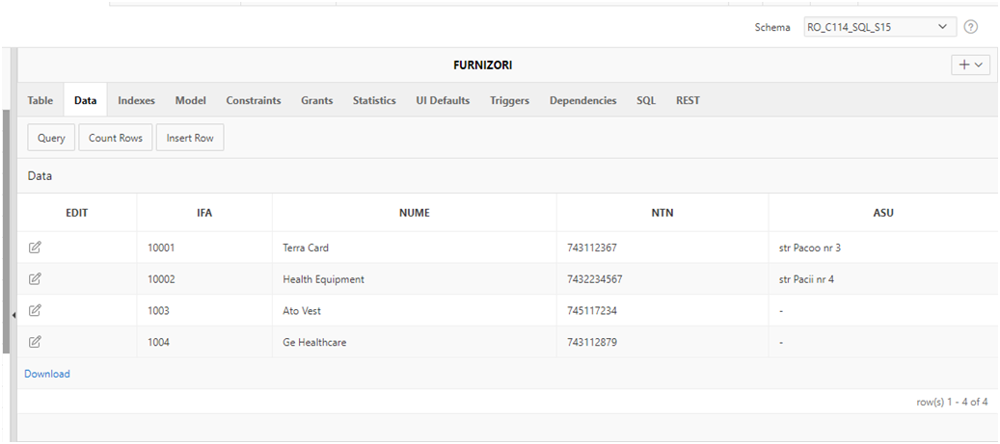 Schema RO_C114_SQL_S15
FURNIZORI
Table Data Indexes Model Constraints Grants Statistics UI Defaults Triggers Dependencies SQL REST
Query Count Rows Insert Row
Data
EDIT IFA NUME NTN ASU
10001 Terra Card 743112367 str Pacoo nr 3
10002 Health Equipment 7432234567 str Pacii nr 4
1003 Ato Vest 745117234 -
1004 Ge Healthcare 743112879 -
Download
row(s) 1 - 4 of 4